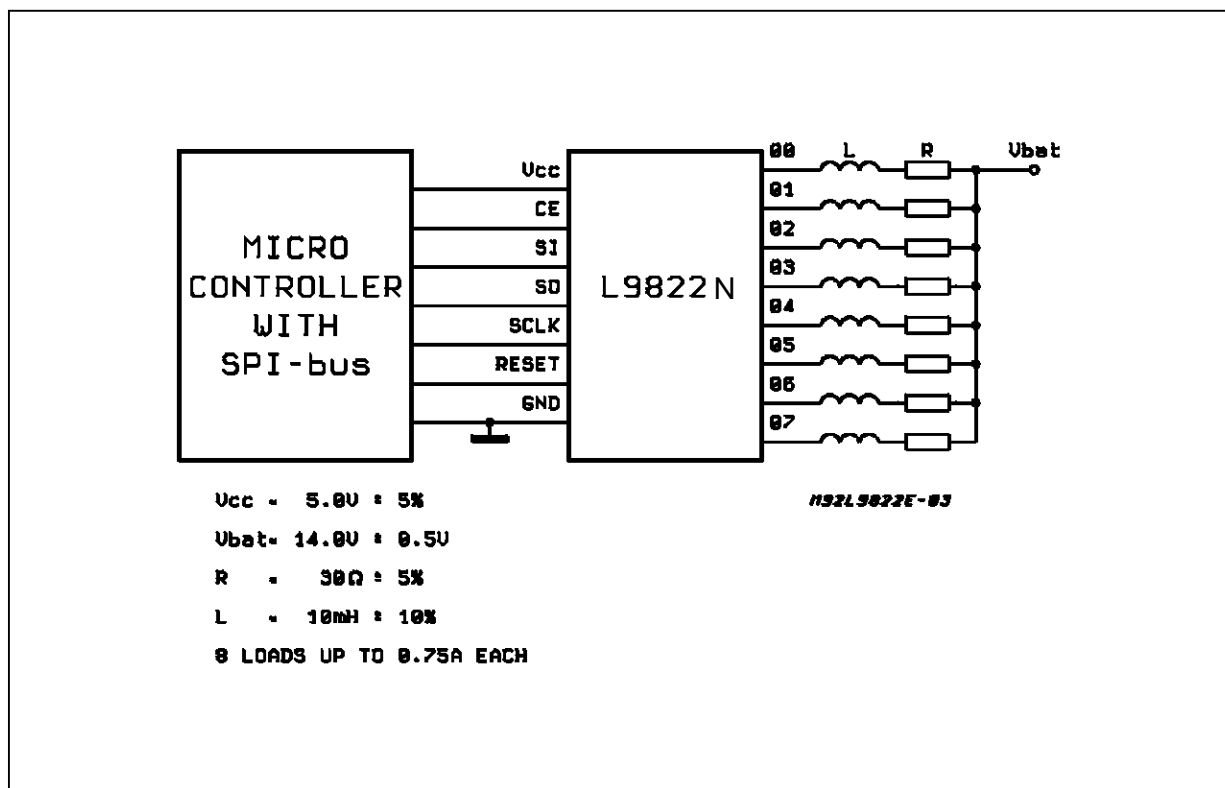 00 L R Vbat
Vcc
01
CE
02
SI
MICRO
CONTROLLER
WITH
SPI-bus
03
SO
L9822N
04
SCLK
05
RESET
06
GND
07
Vcc = 5.0V ± 5%
M92L9822E-03
Vbat= 14.0V ± 0.5V
R = 30Ω ± 5%
L = 10mH ± 10%
8 LOADS UP TO 0.75A EACH